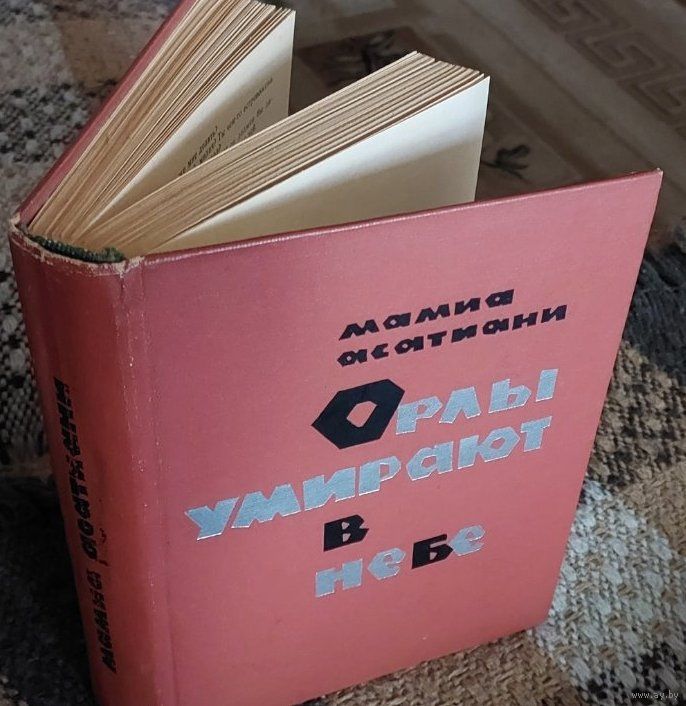 мамиа
асатиани
Орлы
умирают
в
небе
мамиа асатиани
www.ay.by